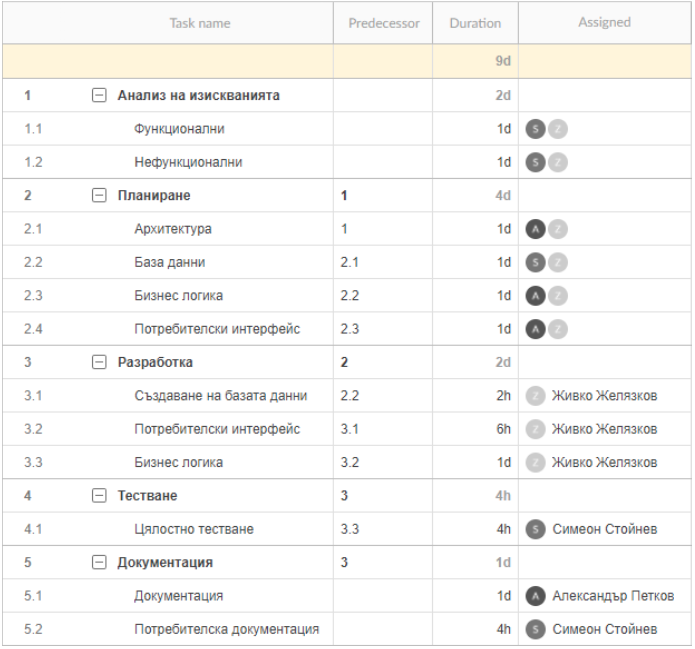 Task name Predecessor Duration Assigned
9d
1 Анализ на изискванията 2d
1.1 Функционални 1d S Z
1.2 Нефункционални 1d S Z
2 Планиране 1 4d
2.1 Архитектура 1 1d A Z
2.2 База данни 2.1 1d S Z
2.3 Бизнес логика 2.2 1d A Z
2.4 Потребителски интерфейс 2.3 1d A Z
3 Разработка 2 2d
3.1 Създаване на базата данни 2.2 2h Z Живко Желязков
3.2 Потребителски интерфейс 3.1 6h Z Живко Желязков
3.3 Бизнес логика 3.2 1d Z Живко Желязков
4 Тестване 3 4h
4.1 Цялостно тестване 3.3 4h S Симеон Стойнев
5 Документация 3 1d
5.1 Документация 1d A Александър Петков
5.2 Потребителска документация 4h S Симеон Стойнев